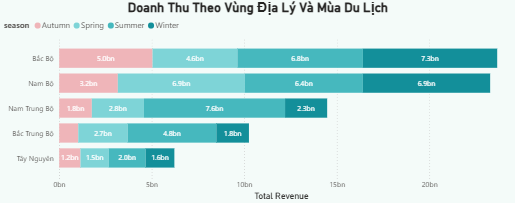 Doanh Thu Theo Vùng Địa Lý Và Mùa Du Lịch
season Autumn Spring Summer Winter
Bắc Bộ 5.0bn 4.6bn 6.8bn 7.3bn
Nam Bộ 3.2bn 6.9bn 6.4bn 6.9bn
Nam Trung Bộ 1.8bn 2.8bn 7.6bn 2.3bn
Bắc Trung Bộ 2.7bn 4.8bn 1.8bn
Tây Nguyên 1.2bn 1.5bn 2.0bn 1.6bn
0bn 5bn 10bn 15bn 20bn
Total Revenue